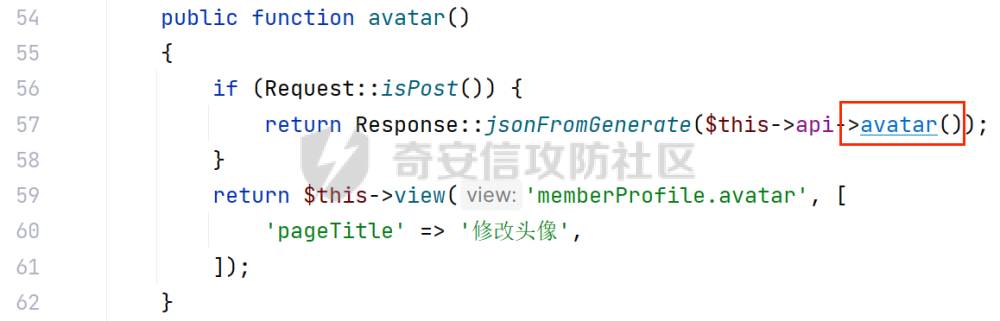 54 public function avatar()
55 {
56 if (Request::isPost()) {
57 return Response::jsonFromGenerate($this->api->avatar());
58 }
59 return $this->view( view: 'memberProfile.avatar', [
60 'pageTitle' => '修改头像',
61 ]);
62 }
奇安信攻防社区